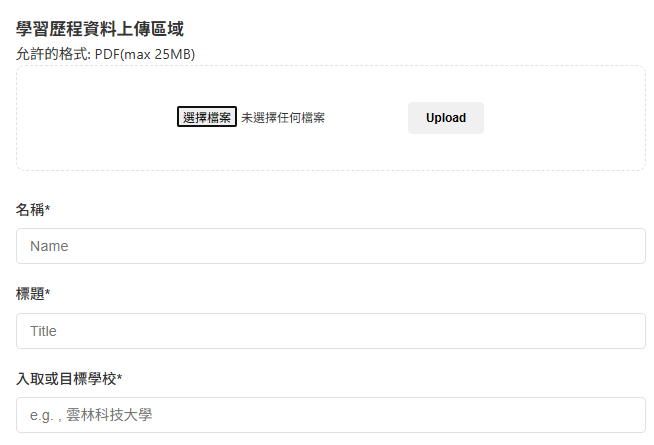 學習歷程資料上傳區域
允許的格式: PDF(max 25MB)
選擇檔案 未選擇任何檔案 Upload
名稱*
Name
標題*
Title
入取或目標學校*
e.g. , 雲林科技大學